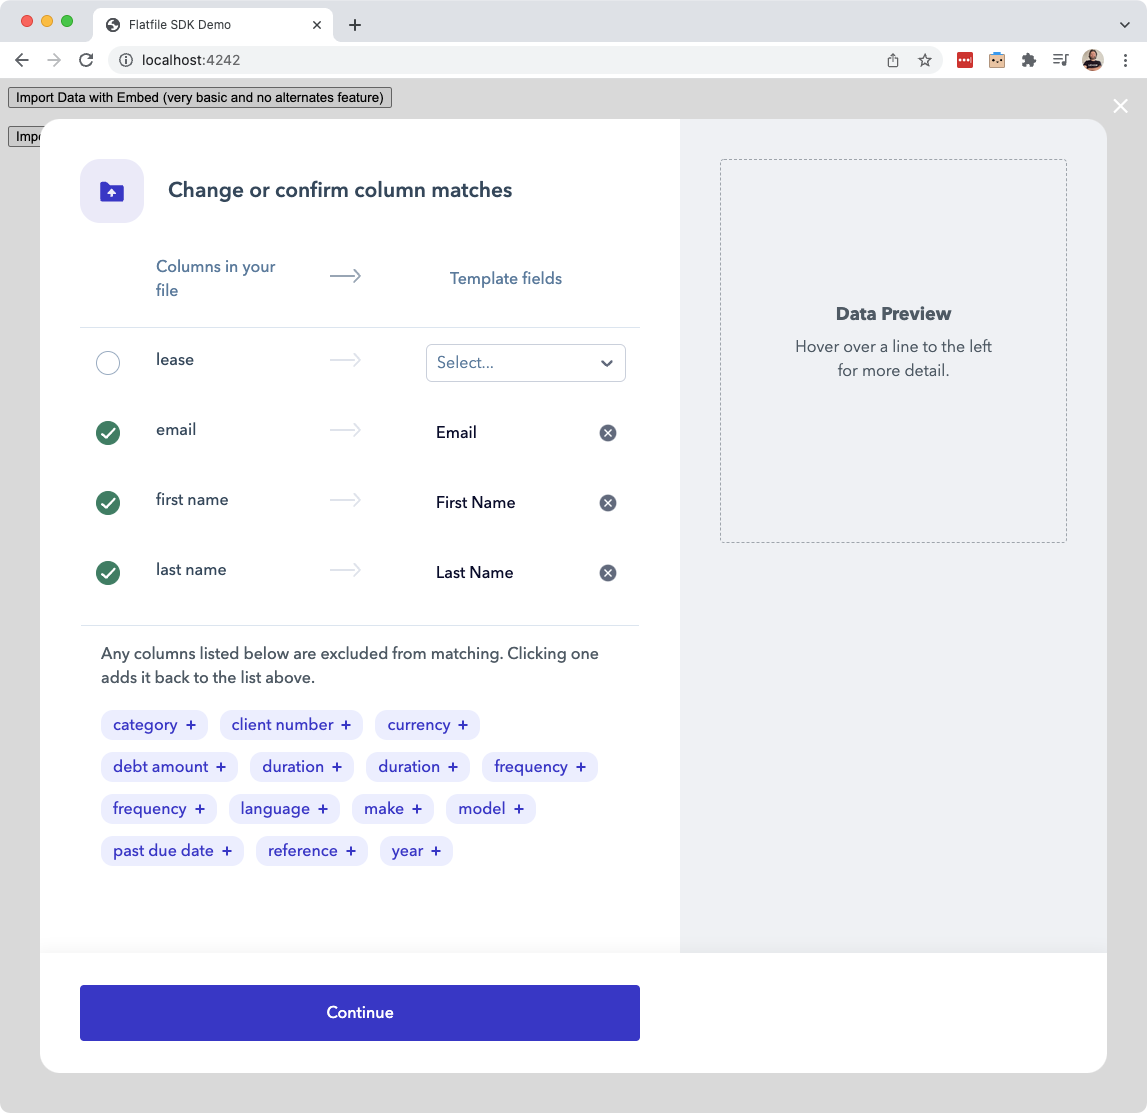 Flatfile SDK Demo
localhost:4242
Import Data with Embed (very basic and no alternates feature)
Impo
Change or confirm column matches
Columns in your
file
Template fields
lease
Select...
email
Email
first name
First Name
last name
Last Name
Any columns listed below are excluded from matching. Clicking one
adds it back to the list above.
category +
client number +
currency +
debt amount +
duration +
duration +
frequency +
frequency +
language +
make +
model +
past due date +
reference +
year +
Continue
Data Preview
Hover over a line to the left
for more detail.